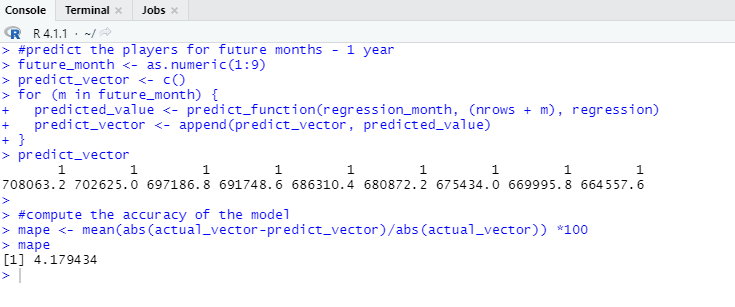 Console Terminal Jobs
R 4.1.1 · ~/
> #predict the players for future months - 1 year
> future_month <- as.numeric(1:9)
> predict_vector <- c()
> for (m in future_month) {
+   predicted_value <- predict_function(regression_month, (nrows + m), regression)
+   predict_vector <- append(predict_vector, predicted_value)
+ }
> predict_vector
       1        1        1        1        1        1        1        1        1
708063.2 702625.0 697186.8 691748.6 686310.4 680872.2 675434.0 669995.8 664557.6
>
> #compute the accuracy of the model
> mape <- mean(abs(actual_vector-predict_vector)/abs(actual_vector)) *100
> mape
[1] 4.179434
>